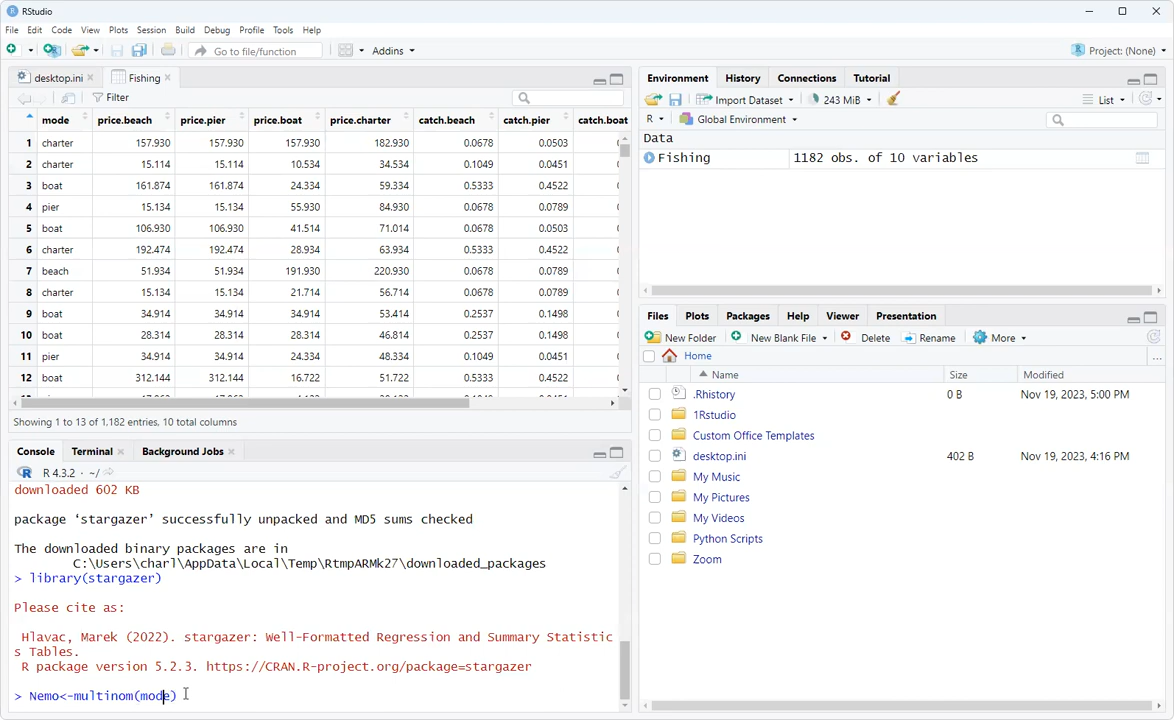 RStudio
File Edit Code View Plots Session Build Debug Profile Tools Help
Go to file/function Addins Project: (None)
desktop.ini Fishing
Filter
mode price.beach price.pier price.boat price.charter catch.beach catch.pier catch.boat
1 charter 157.930 157.930 157.930 182.930 0.0678 0.0503
2 charter 15.114 15.114 10.534 34.534 0.1049 0.0451
3 boat 161.874 161.874 24.334 59.334 0.5333 0.4522
4 pier 15.134 15.134 55.930 84.930 0.0678 0.0789
5 boat 106.930 106.930 41.514 71.014 0.0678 0.0503
6 charter 192.474 192.474 28.934 63.934 0.5333 0.4522
7 beach 51.934 51.934 191.930 220.930 0.0678 0.0789
8 charter 15.134 15.134 21.714 56.714 0.0678 0.0789
9 boat 34.914 34.914 34.914 53.414 0.2537 0.1498
10 boat 28.314 28.314 28.314 46.814 0.2537 0.1498
11 pier 34.914 34.914 24.334 48.334 0.1049 0.0451
12 boat 312.144 312.144 16.722 51.722 0.5333 0.4522
Showing 1 to 13 of 1,182 entries, 10 total columns
Console Terminal Background Jobs
R 4.3.2 · ~/
downloaded 602 KB
package ‘stargazer’ successfully unpacked and MD5 sums checked
The downloaded binary packages are in
C:\Users\charl\AppData\Local\Temp\RtmpARMk27\downloaded_packages
> library(stargazer)
Please cite as:
Hlavac, Marek (2022). stargazer: Well-Formatted Regression and Summary Statistic
s Tables.
R package version 5.2.3. https://CRAN.R-project.org/package=stargazer
> Nemo<-multinom(mode)
Environment History Connections Tutorial
Import Dataset 243 MiB List
R Global Environment
Data
Fishing 1182 obs. of 10 variables
Files Plots Packages Help Viewer Presentation
New Folder New Blank File Delete Rename More
Home ...
Name Size Modified
.Rhistory 0 B Nov 19, 2023, 5:00 PM
1Rstudio
Custom Office Templates
desktop.ini 402 B Nov 19, 2023, 4:16 PM
My Music
My Pictures
My Videos
Python Scripts
Zoom